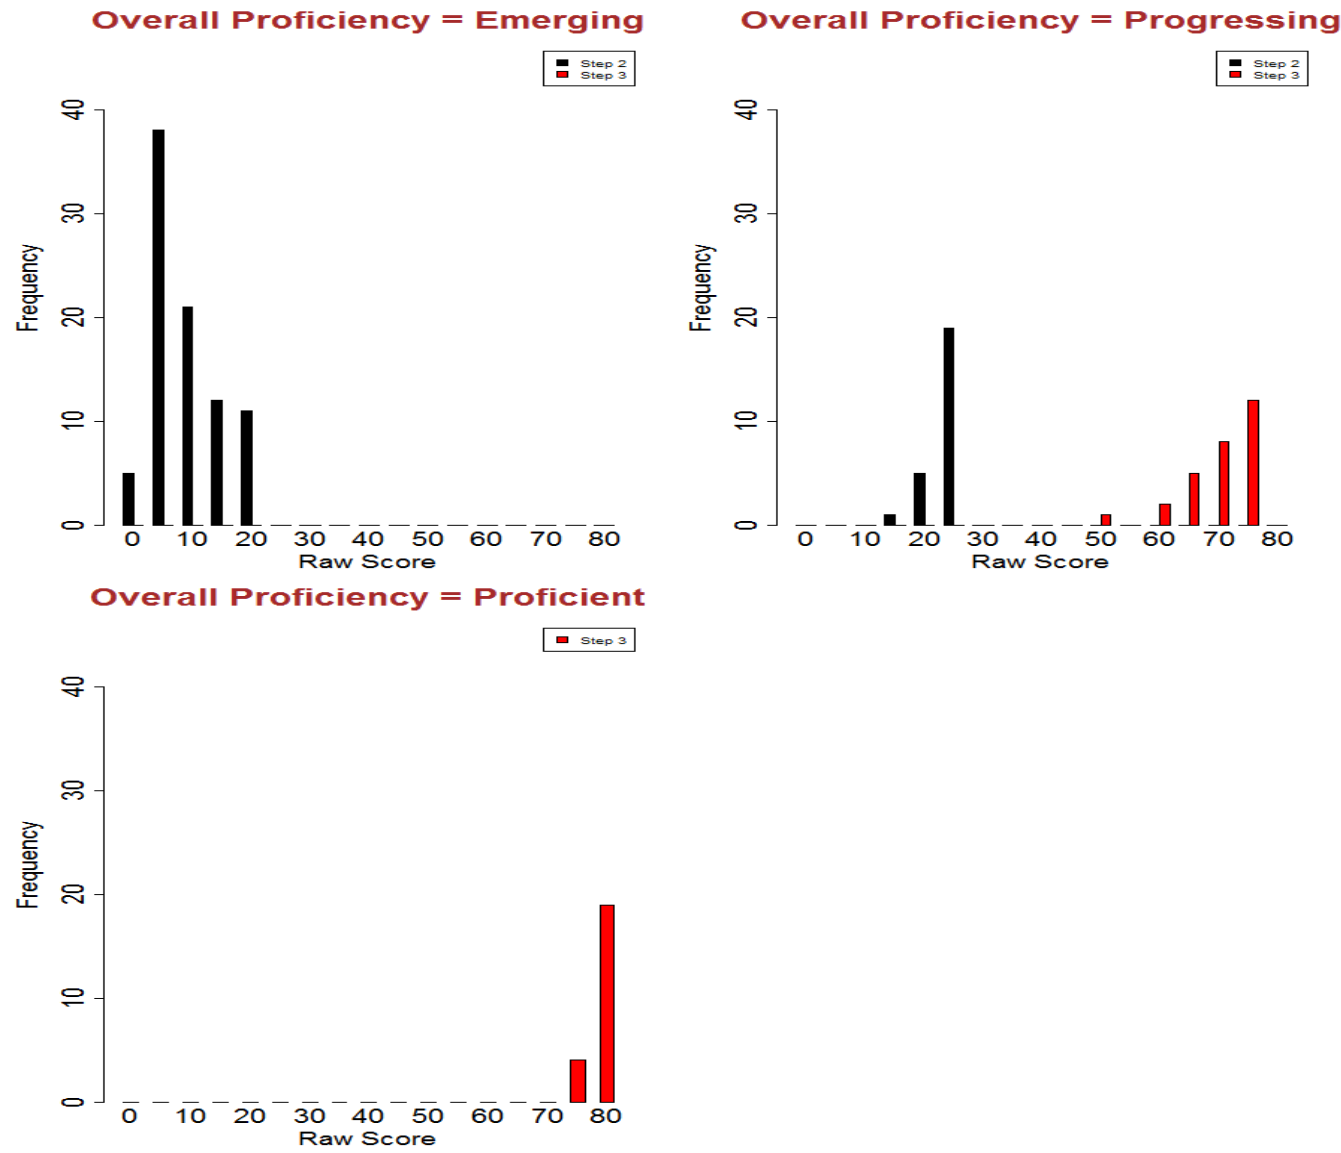 Overall Proficiency = Emerging
Step 2
Step 3
40
30
20
10
0
Frequency
0 10 20 30 40 50 60 70 80
Raw Score
Overall Proficiency = Progressing
Step 2
Step 3
40
30
20
10
0
Frequency
0 10 20 30 40 50 60 70 80
Raw Score
Overall Proficiency = Proficient
Step 3
40
30
20
10
0
Frequency
0 10 20 30 40 50 60 70 80
Raw Score